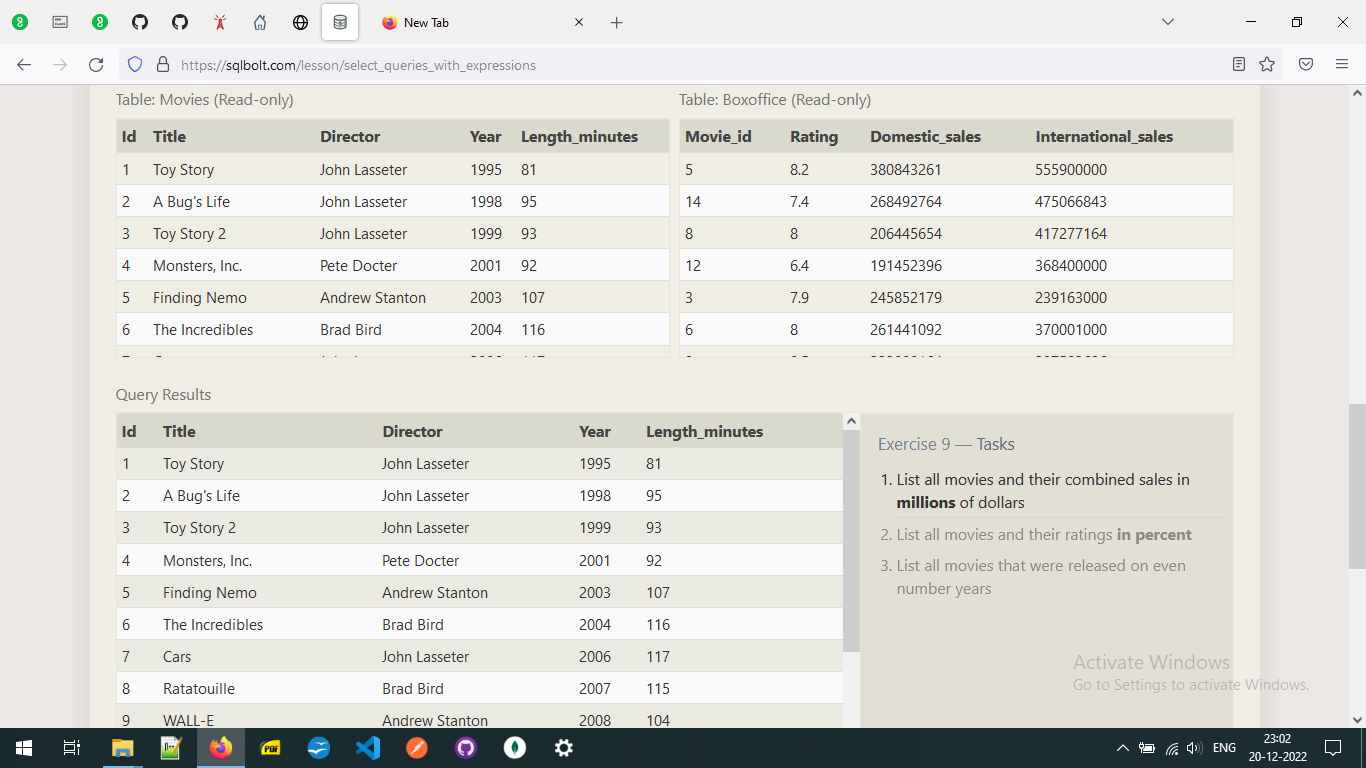 New Tab
https://sqlbolt.com/lesson/select_queries_with_expressions
Table: Movies (Read-only)
Id Title Director Year Length_minutes
1 Toy Story John Lasseter 1995 81
2 A Bug's Life John Lasseter 1998 95
3 Toy Story 2 John Lasseter 1999 93
4 Monsters, Inc. Pete Docter 2001 92
5 Finding Nemo Andrew Stanton 2003 107
6 The Incredibles Brad Bird 2004 116
Table: Boxoffice (Read-only)
Movie_id Rating Domestic_sales International_sales
5 8.2 380843261 555900000
14 7.4 268492764 475066843
8 8 206445654 417277164
12 6.4 191452396 368400000
3 7.9 245852179 239163000
6 8 261441092 370001000
Query Results
Id Title Director Year Length_minutes
1 Toy Story John Lasseter 1995 81
2 A Bug's Life John Lasseter 1998 95
3 Toy Story 2 John Lasseter 1999 93
4 Monsters, Inc. Pete Docter 2001 92
5 Finding Nemo Andrew Stanton 2003 107
6 The Incredibles Brad Bird 2004 116
7 Cars John Lasseter 2006 117
8 Ratatouille Brad Bird 2007 115
9 WALL-E Andrew Stanton 2008 104
Exercise 9 — Tasks
1. List all movies and their combined sales in
millions of dollars
2. List all movies and their ratings in percent
3. List all movies that were released on even
number years
Activate Windows
Go to Settings to activate Windows.
PDF
ENG
23:02
20-12-2022